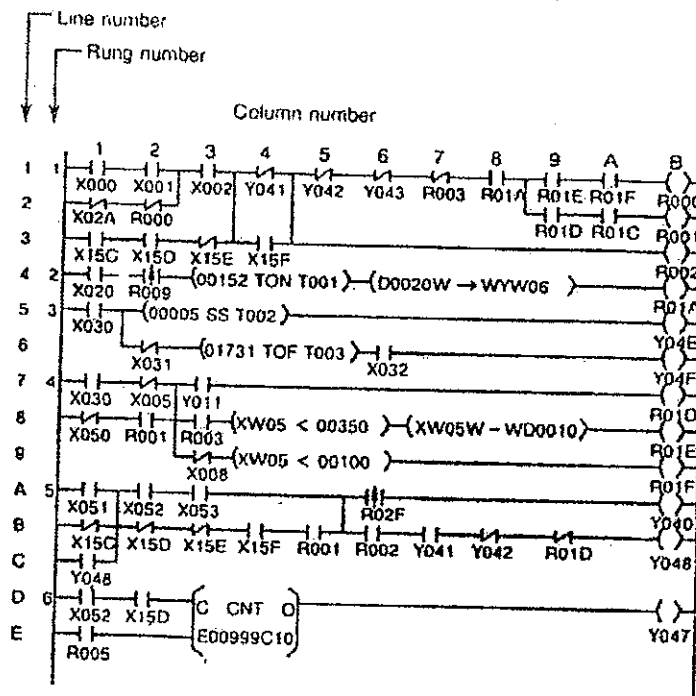 Line number
Rung number
Column number
1 2 3 4 5 6 7 8 9 A B
1 1
X000 X001 X002 Y041 Y042 Y043 R003 R01A R01E R01F R000
2
X02A R000 R01D R01C R001
3
X15C X15D X15E X15F R002
4 2 00152 TON T001 D0020W → WYW06
X020 R009 R01A
5 3 00005 SS T002
X030 Y04E
6 01731 TOF T003
X031 X032 Y04F
7 4
X030 X005 Y011 R01D
8 XW05 < 00350 XW05W - WD0010
X050 R001 R003 R01E
9 XW05 < 00100
X008 R01F
A 5
X051 X052 X053 R02F Y040
B
X15C X15D X15E X15F R001 R002 Y041 Y042 R01D Y048
C
Y048
D 6 C CNT O
X052 X15D Y047
E E00999C10
R005